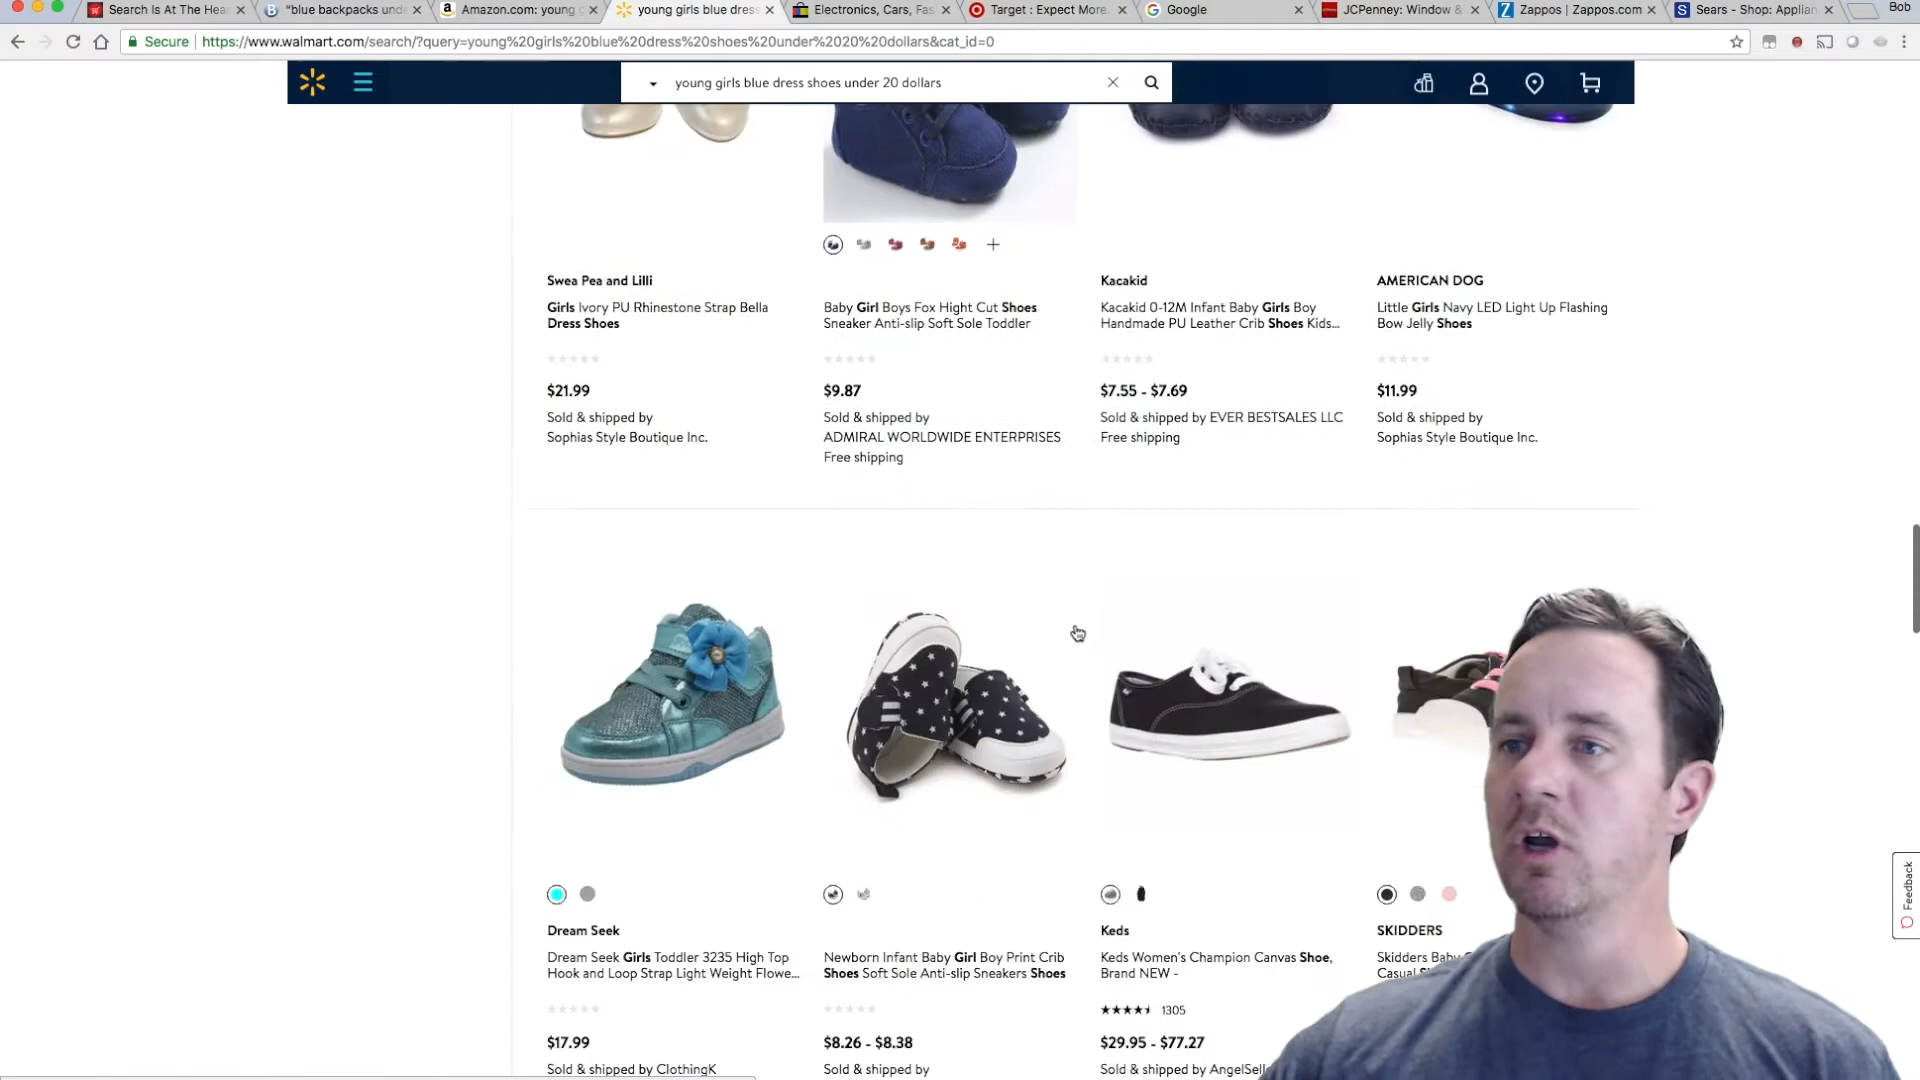 Search Is At The Hear
"blue backpacks und
Amazon.com: young g
young girls blue dress
Electronics, Cars, Fas
Target : Expect More.
Google
JCPenney: Window &
Zappos | Zappos.com
Sears - Shop: Applian
Bob
Secure
https://www.walmart.com/search/?query=young%20girls%20blue%20dress%20shoes%20under%2020%20dollars&cat_id=0
young girls blue dress shoes under 20 dollars
Swea Pea and Lilli
Girls Ivory PU Rhinestone Strap Bella
Dress Shoes
$21.99
Sold & shipped by
Sophias Style Boutique Inc.
Baby Girl Boys Fox Hight Cut Shoes
Sneaker Anti-slip Soft Sole Toddler
$9.87
Sold & shipped by
ADMIRAL WORLDWIDE ENTERPRISES
Free shipping
Kacakid
Kacakid 0-12M Infant Baby Girls Boy
Handmade PU Leather Crib Shoes Kids...
$7.55 - $7.69
Sold & shipped by EVER BESTSALES LLC
Free shipping
AMERICAN DOG
Little Girls Navy LED Light Up Flashing
Bow Jelly Shoes
$11.99
Sold & shipped by
Sophias Style Boutique Inc.
Dream Seek
Dream Seek Girls Toddler 3235 High Top
Hook and Loop Strap Light Weight Flowe...
$17.99
Sold & shipped by ClothingK
Newborn Infant Baby Girl Boy Print Crib
Shoes Soft Sole Anti-slip Sneakers Shoes
$8.26 - $8.38
Sold & shipped by
Keds
Keds Women's Champion Canvas Shoe,
Brand NEW -
1305
$29.95 - $77.27
Sold & shipped by AngelSell
SKIDDERS
Skidders Baby
Casual
Feedback